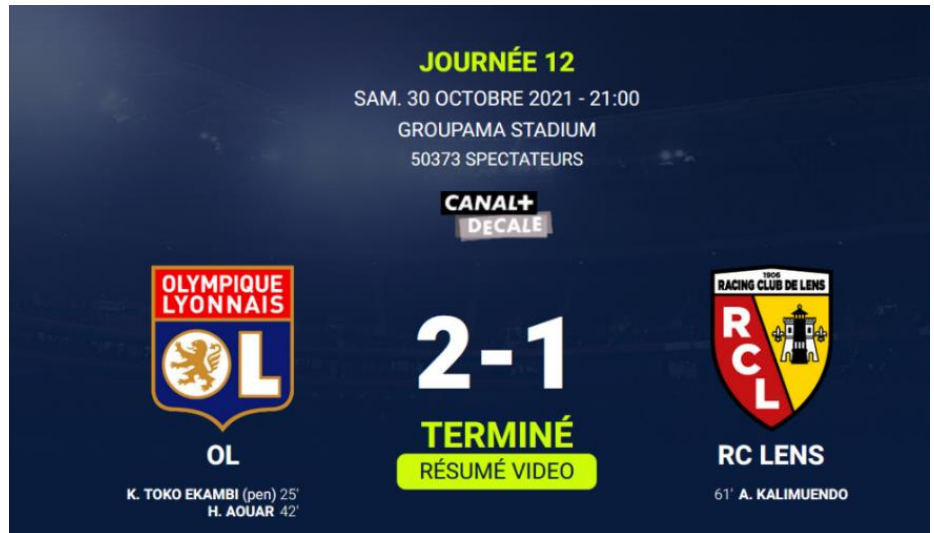 JOURNÉE 12
SAM. 30 OCTOBRE 2021 - 21:00
GROUPAMA STADIUM
50373 SPECTATEURS
CANAL+
DECALE
OLYMPIQUE
LYONNAIS
OL
OL
K. TOKO EKAMBI (pen) 25'
H. AOUAR 42'
2-1
TERMINÉ
RÉSUMÉ VIDEO
1906
RACING CLUB DE LENS
RCL
RC LENS
61' A. KALIMUENDO